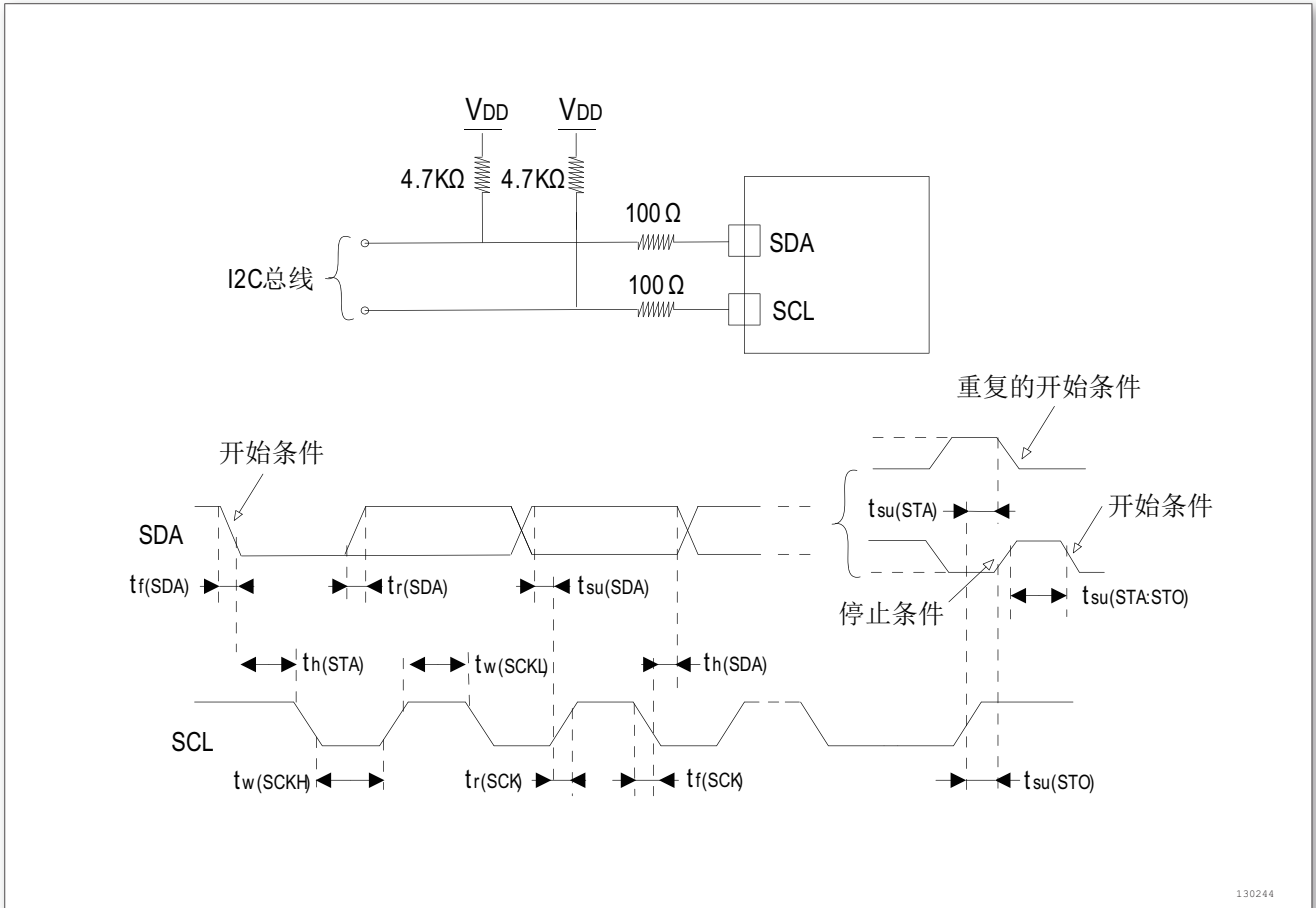 VDD VDD
4.7KΩ 4.7KΩ
100 Ω
SDA
I2C总线
100 Ω
SCL
重复的开始条件
开始条件
tsu(STA)
开始条件
SDA
tf(SDA)
tr(SDA)
tsu(SDA)
停止条件
tsu(STA:STO)
th(STA)
tw(SCKL)
th(SDA)
SCL
tw(SCKH)
tr(SCK)
tf(SCK)
tsu(STO)
130244